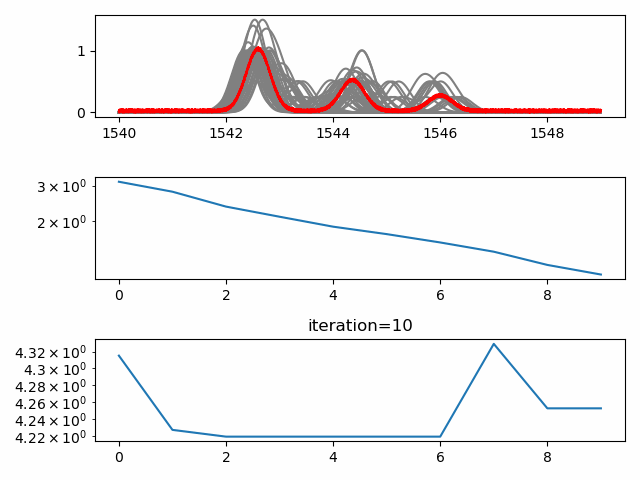 1
0
1540 1542 1544 1546 1548
3 × 10⁰
2 × 10⁰
0 2 4 6 8
iteration=10
4.32 × 10⁰
4.3 × 10⁰
4.28 × 10⁰
4.26 × 10⁰
4.24 × 10⁰
4.22 × 10⁰
0 2 4 6 8